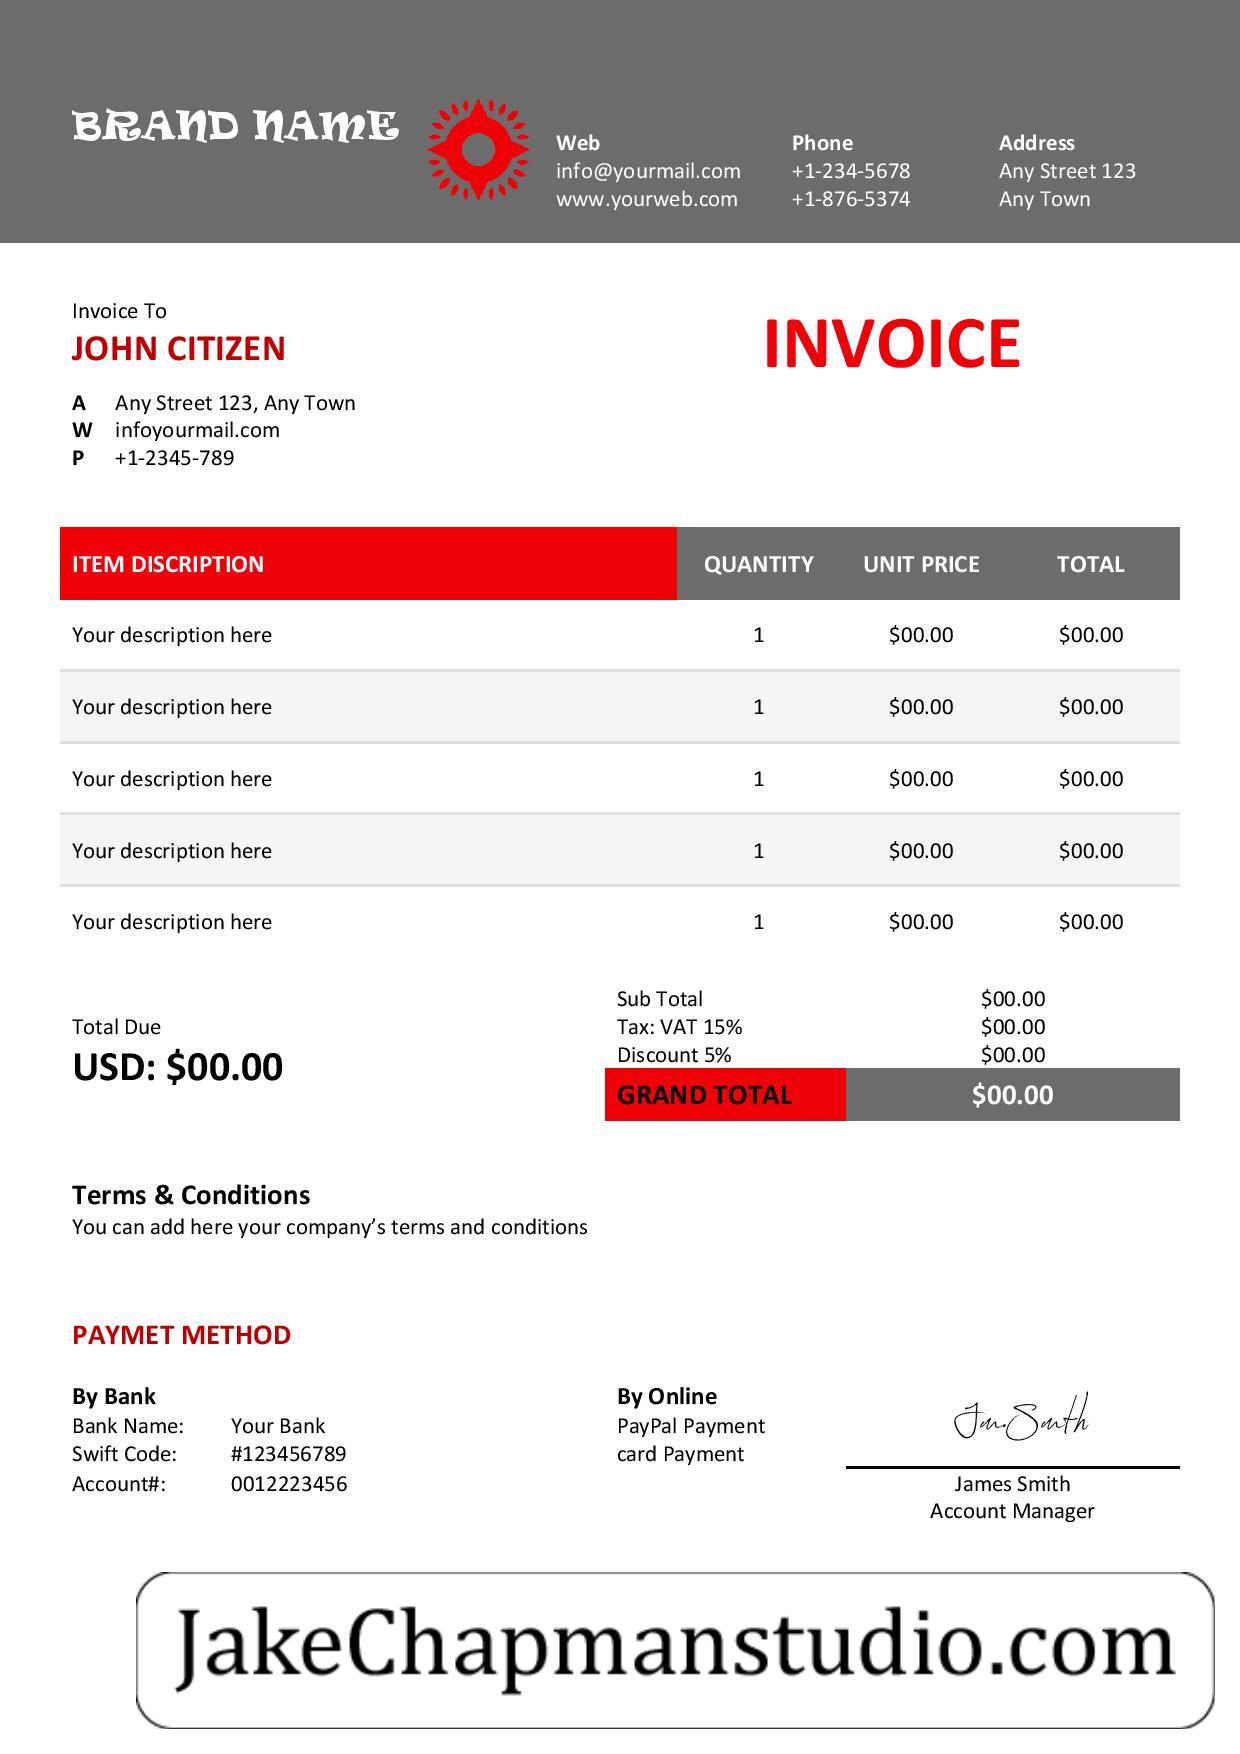 BRAND NAME
Web Phone Address
info@yourmail.com +1-234-5678 Any Street 123
www.yourweb.com +1-876-5374 Any Town
Invoice To
JOHN CITIZEN
INVOICE
A Any Street 123, Any Town
W infoyourmail.com
P +1-2345-789
ITEM DISCRIPTION QUANTITY UNIT PRICE TOTAL
Your description here 1 $00.00 $00.00
Your description here 1 $00.00 $00.00
Your description here 1 $00.00 $00.00
Your description here 1 $00.00 $00.00
Your description here 1 $00.00 $00.00
Sub Total $00.00
Total Due
Tax: VAT 15% $00.00
Discount 5% $00.00
USD: $00.00
GRAND TOTAL $00.00
Terms & Conditions
You can add here your company’s terms and conditions
PAYMET METHOD
By Bank
Bank Name: Your Bank
Swift Code: #123456789
Account#: 0012223456
By Online
PayPal Payment
card Payment
James Smith
Account Manager
JakeChapmanstudio.com